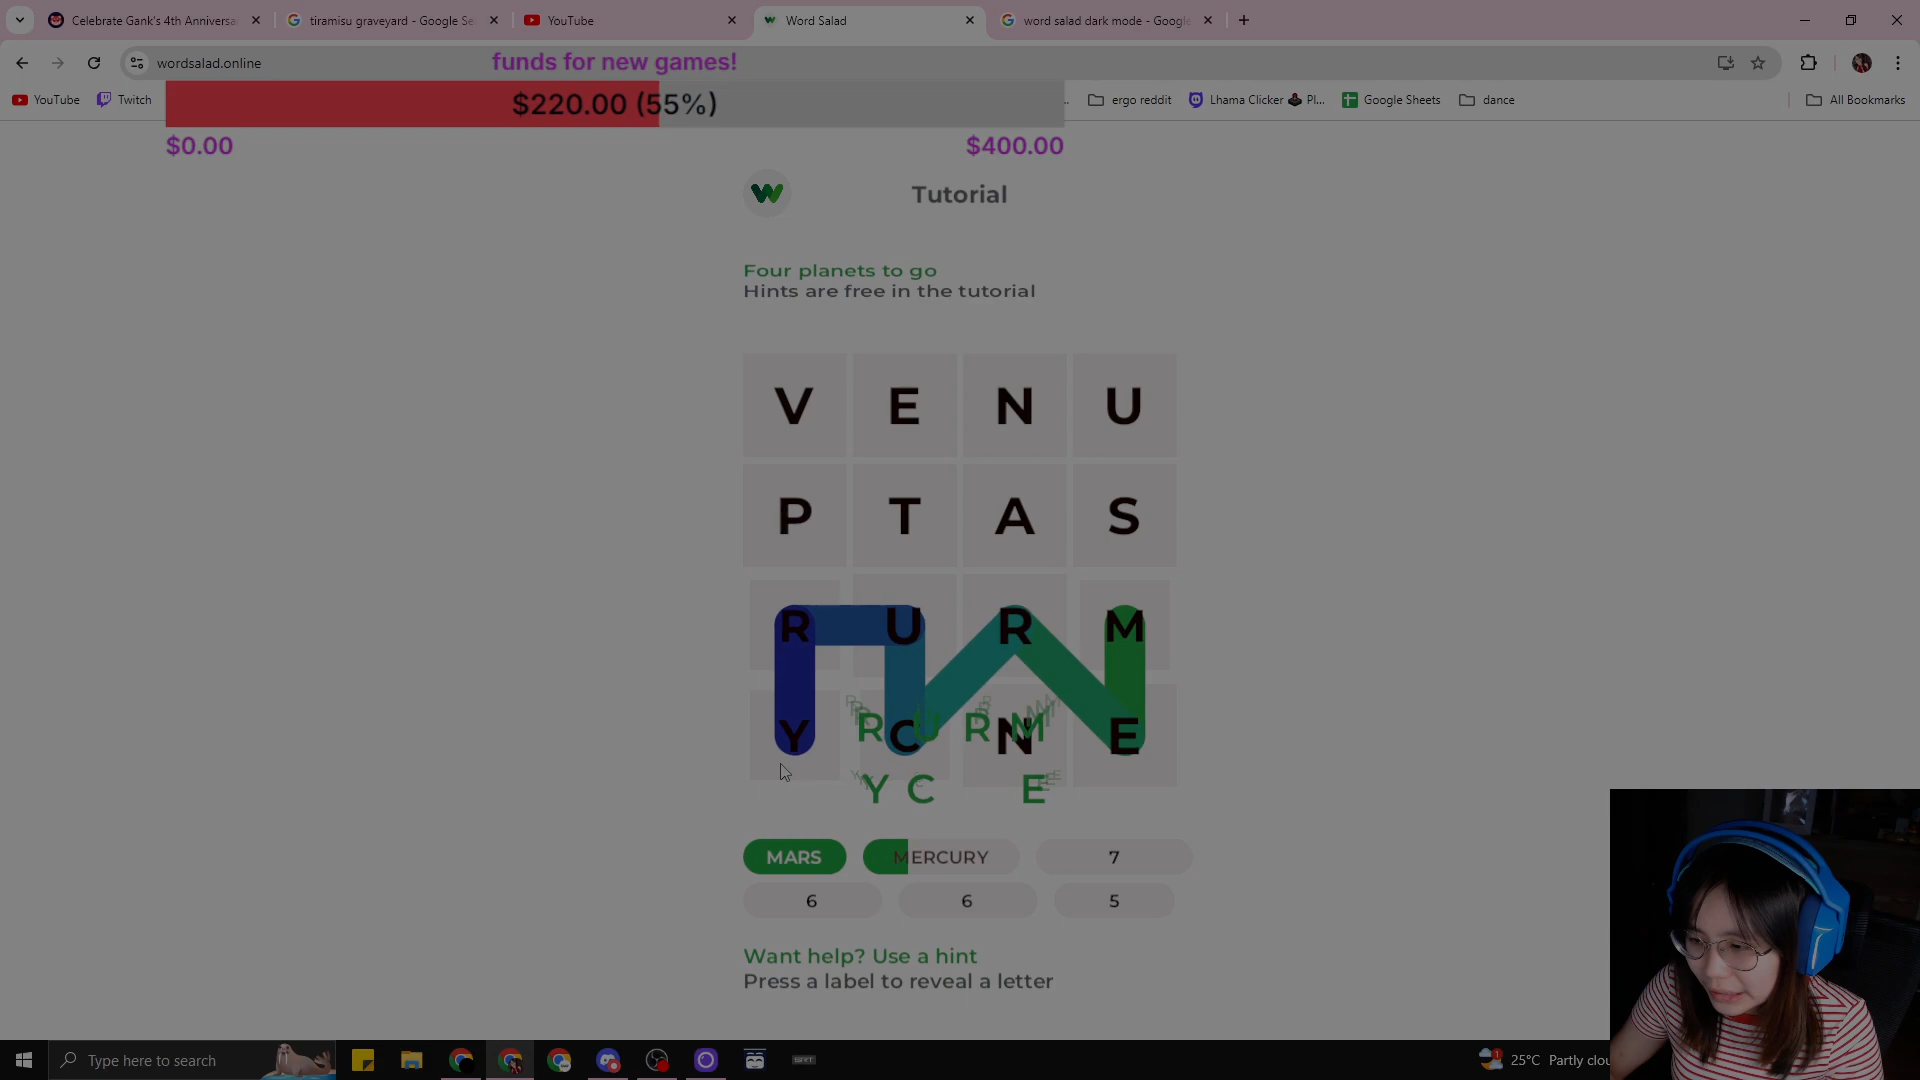 Celebrate Gank's 4th Anniversa
tiramisu graveyard - Google Se
YouTube
Word Salad
word salad dark mode - Google
wordsalad.online
funds for new games!
YouTube
Twitch
$220.00 (55%)
ergo reddit
Lhama Clicker
Pl...
Google Sheets
dance
All Bookmarks
$0.00
$400.00
Tutorial
Four planets to go
Hints are free in the tutorial
V E N U
P T A S
R U R M
Y C N E
R U R M
Y C E
MARS
MERCURY
7
6
6
5
Want help? Use a hint
Press a label to reveal a letter
Type here to search
25°C Partly clou